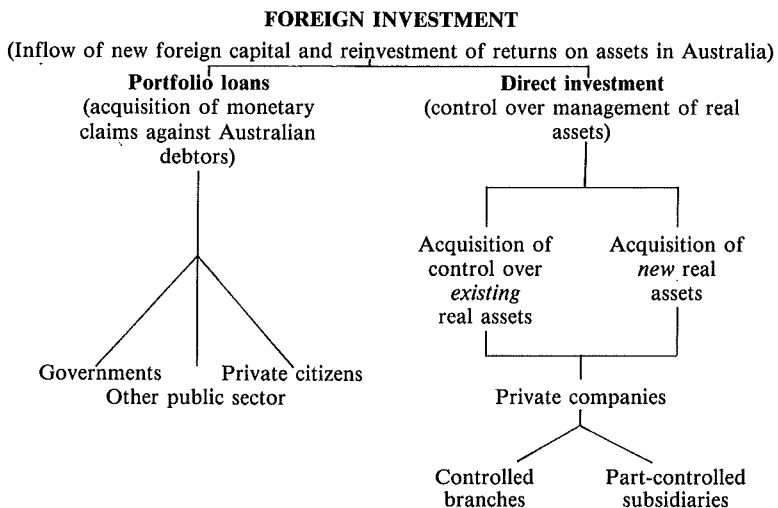 FOREIGN INVESTMENT
(Inflow of new foreign capital and reinvestment of returns on assets in Australia)
Portfolio loans
(acquisition of monetary
claims against Australian
debtors)
Governments
Private citizens
Other public sector
Direct investment
(control over management of real
assets)
Acquisition of
control over
existing
real assets
Acquisition of
new real
assets
Private companies
Controlled
branches
Part-controlled
subsidiaries